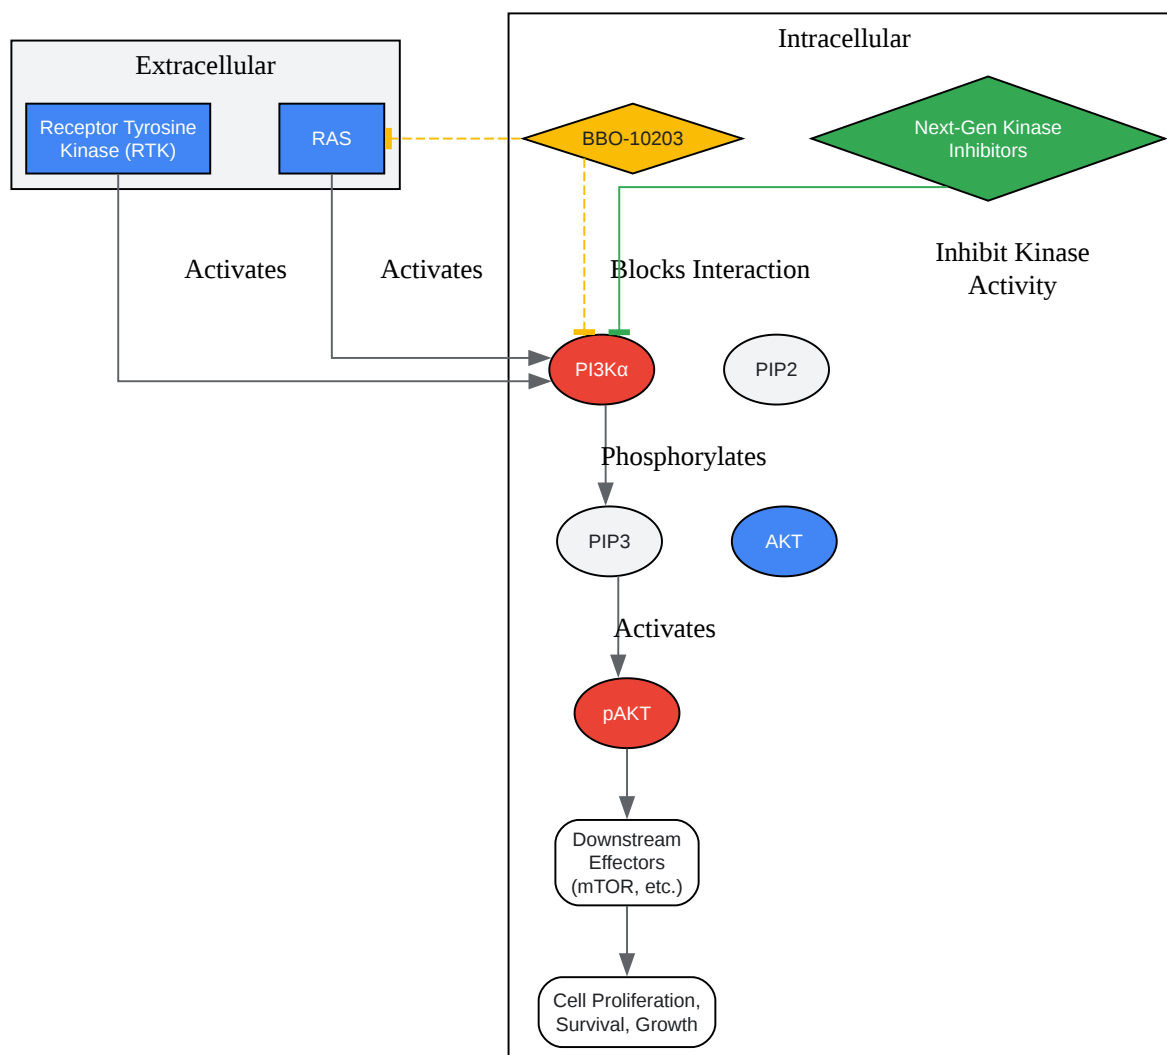 Intracellular
Extracellular
Receptor Tyrosine
Kinase (RTK)
RAS
BBO-10203
Next-Gen Kinase
Inhibitors
Activates
Activates
Blocks Interaction
Inhibit Kinase
Activity
PI3Kα
PIP2
Phosphorylates
PIP3
AKT
Activates
pAKT
Downstream
Effectors
(mTOR, etc.)
Cell Proliferation,
Survival, Growth